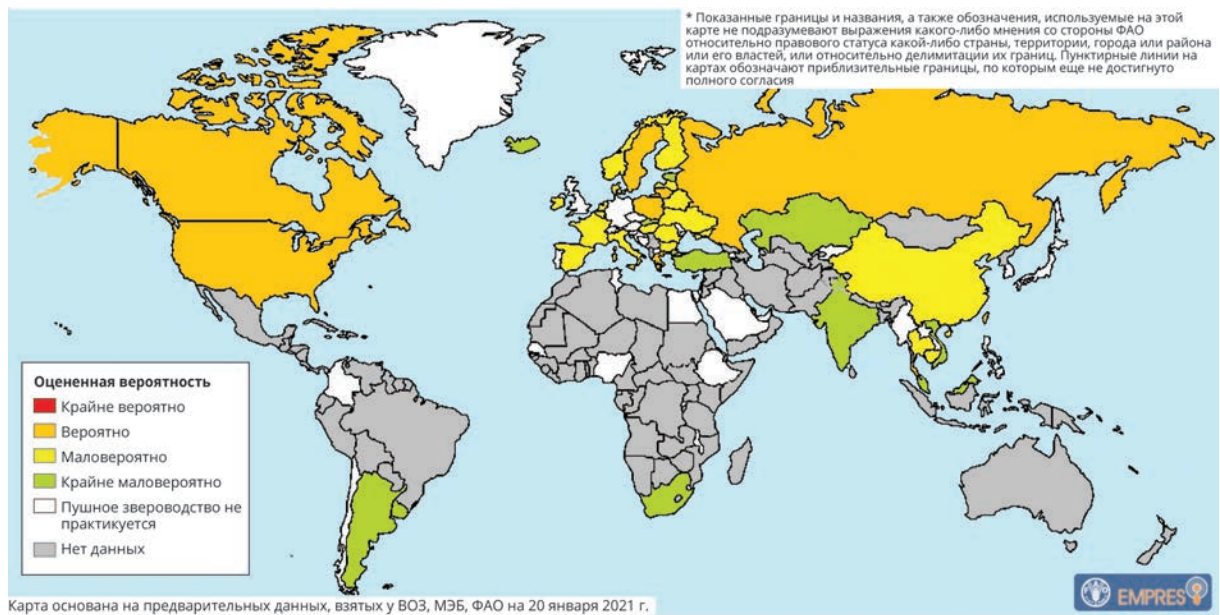 * Показанные границы и названия, а также обозначения, используемые на этой
карте не подразумевают выражения какого-либо мнения со стороны ФАО
относительно правового статуса какой-либо страны, территории, города или района
или его властей, или относительно делимитации их границ. Пунктирные линии на
картах обозначают приблизительные границы, по которым еще не достигнуто
полного согласия
Оцененная вероятность
Крайне вероятно
Вероятно
Маловероятно
Крайне маловероятно
Пушное звероводство не
практикуется
Нет данных
EMPRES
Карта основана на предварительных данных, взятых у ВОЗ, МЭБ, ФАО на 20 января 2021 г.